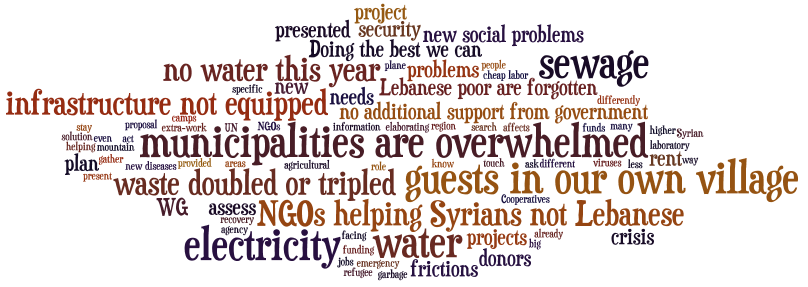 project
presented security new social problems
Doing the best we can
no water this year plane problems people cheap labor sewage
specific new Lebanese poor are forgotten
infrastructure not equipped needs differently
no additional support from government
camps
stay proposal extra-work UN NGOs information elaborating region search affects funds many higher Syrian
solution even act
helping mountain municipalities are overwhelmed laboratory
plan gather new diseases provided areas agricultural role know touch ask different viruses less rent way
present waste doubled or tripled guests in our own village
WG assess Cooperatives
recovery NGOs helping Syrians not Lebanese
agency
electricity facing water projects already big crisis
funding donors
jobs emergency frictions
refugee garbage